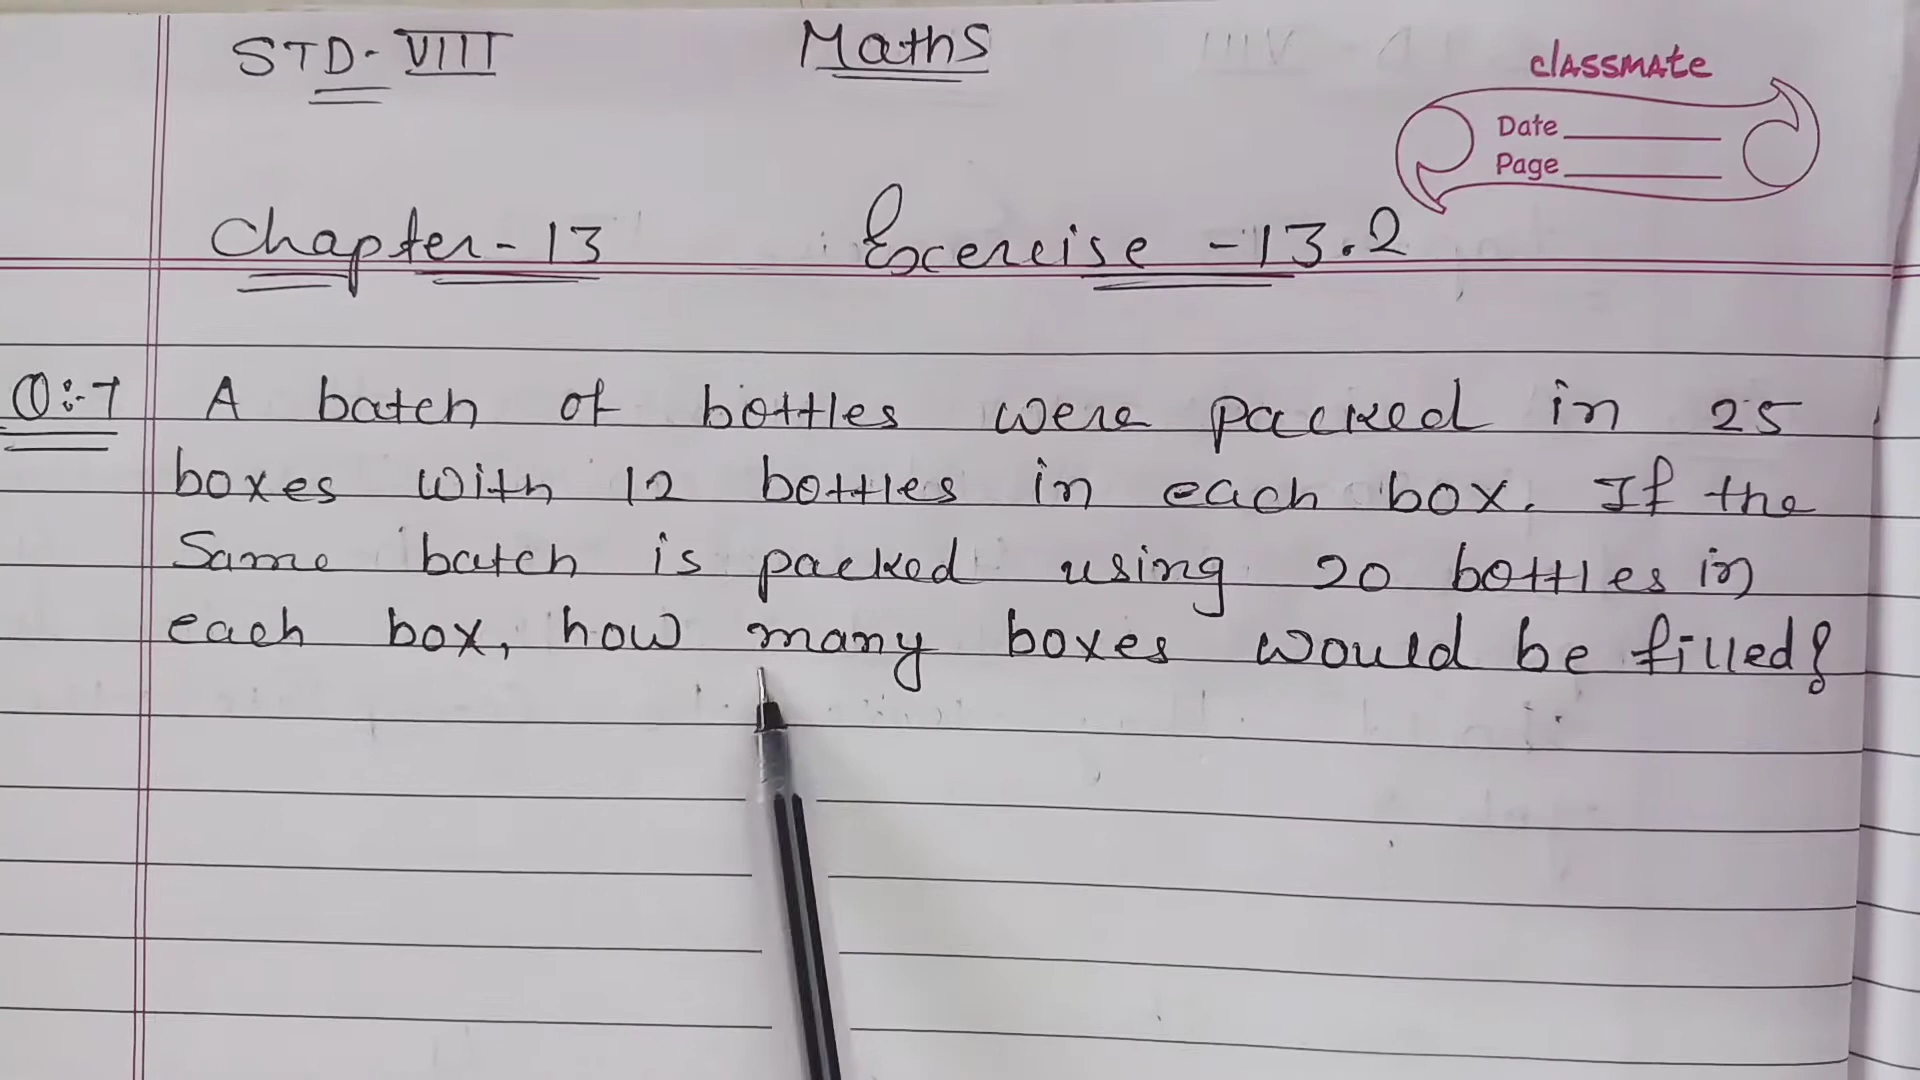 STD- VIII Maths
classmate
Date
Page
Chapter-13 Excercise -13.2
Q:-7 A batch of bottles were packed in 25
boxes with 12 bottles in each box. If the
Same batch is packed using 20 bottles in
each box, how many boxes would be filled?